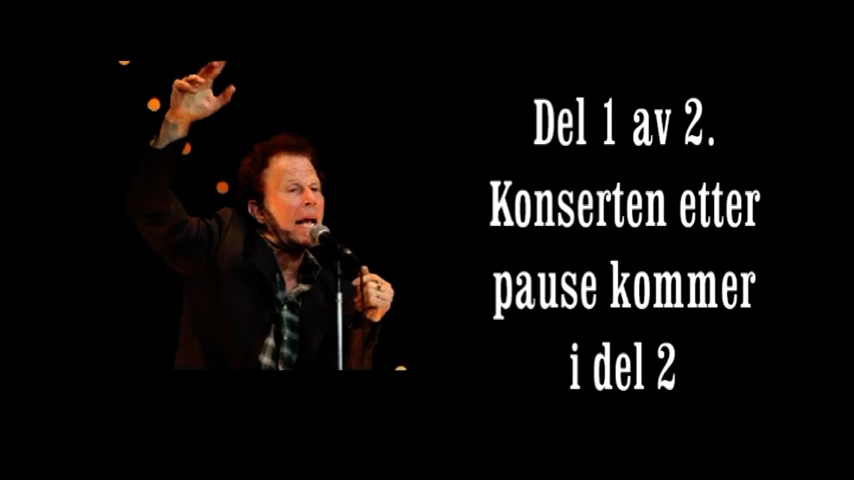 Del 1 av 2.
Konserten etter
pause kommer
i del 2